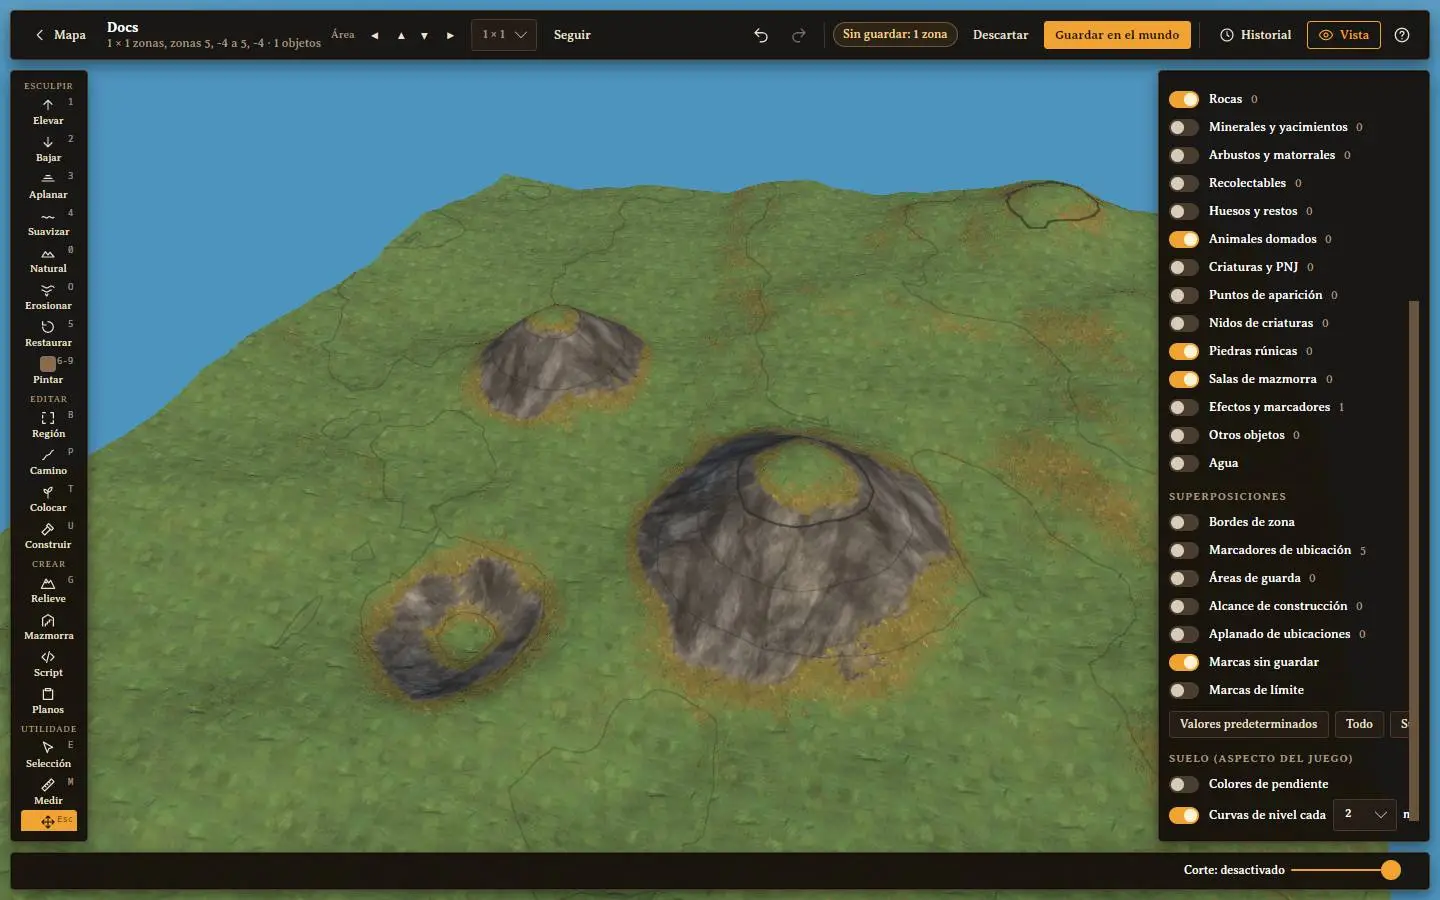 Mapa
Docs
1 × 1 zonas, zonas 5, -4 a 5, -4 · 1 objetos
Área
1 × 1
Seguir
Sin guardar: 1 zona
Descartar
Guardar en el mundo
Historial
Vista
ESCULPIR
1
Elevar
2
Bajar
3
Aplanar
4
Suavizar
0
Natural
O
Erosionar
5
Restaurar
6-9
Pintar
EDITAR
B
Región
P
Camino
T
Colocar
U
Construir
CREAR
G
Relieve
Mazmorra
Script
Planos
UTILIDADE
E
Selección
M
Medir
Esc
Rocas 0
Minerales y yacimientos 0
Arbustos y matorrales 0
Recolectables 0
Huesos y restos 0
Animales domados 0
Criaturas y PNJ 0
Puntos de aparición 0
Nidos de criaturas 0
Piedras rúnicas 0
Salas de mazmorra 0
Efectos y marcadores 1
Otros objetos 0
Agua
SUPERPOSICIONES
Bordes de zona
Marcadores de ubicación 5
Áreas de guarda 0
Alcance de construcción 0
Aplanado de ubicaciones 0
Marcas sin guardar
Marcas de límite
Valores predeterminados
Todo
SUELO (ASPECTO DEL JUEGO)
Colores de pendiente
Curvas de nivel cada 2
Corte: desactivado